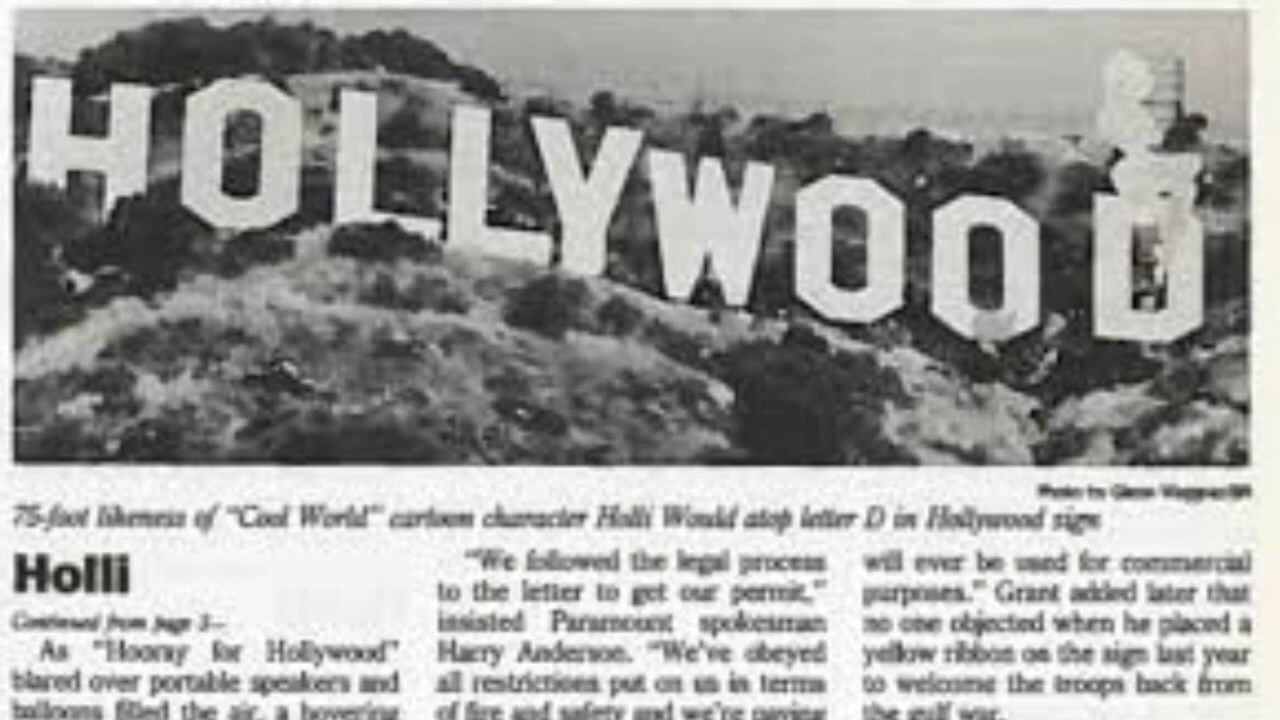 HOLLYWOOD
Photo by
75-foot likeness of "Cool World" cartoon character Holli Would atop letter D in Hollywood sign
Holli
Continued from page 3—
As "Hooray for Hollywood"
blared over portable speakers and
balloons filled the air, a hovering
"We followed the legal process
to the letter to get our permit,"
insisted Paramount spokesman
Harry Anderson. "We've obeyed
all restrictions put on us in terms
of fire and safety and we're paying
will ever be used for commercial
purposes." Grant added later that
no one objected when he placed a
yellow ribbon on the sign last year
to welcome the troops back from
the gulf war.